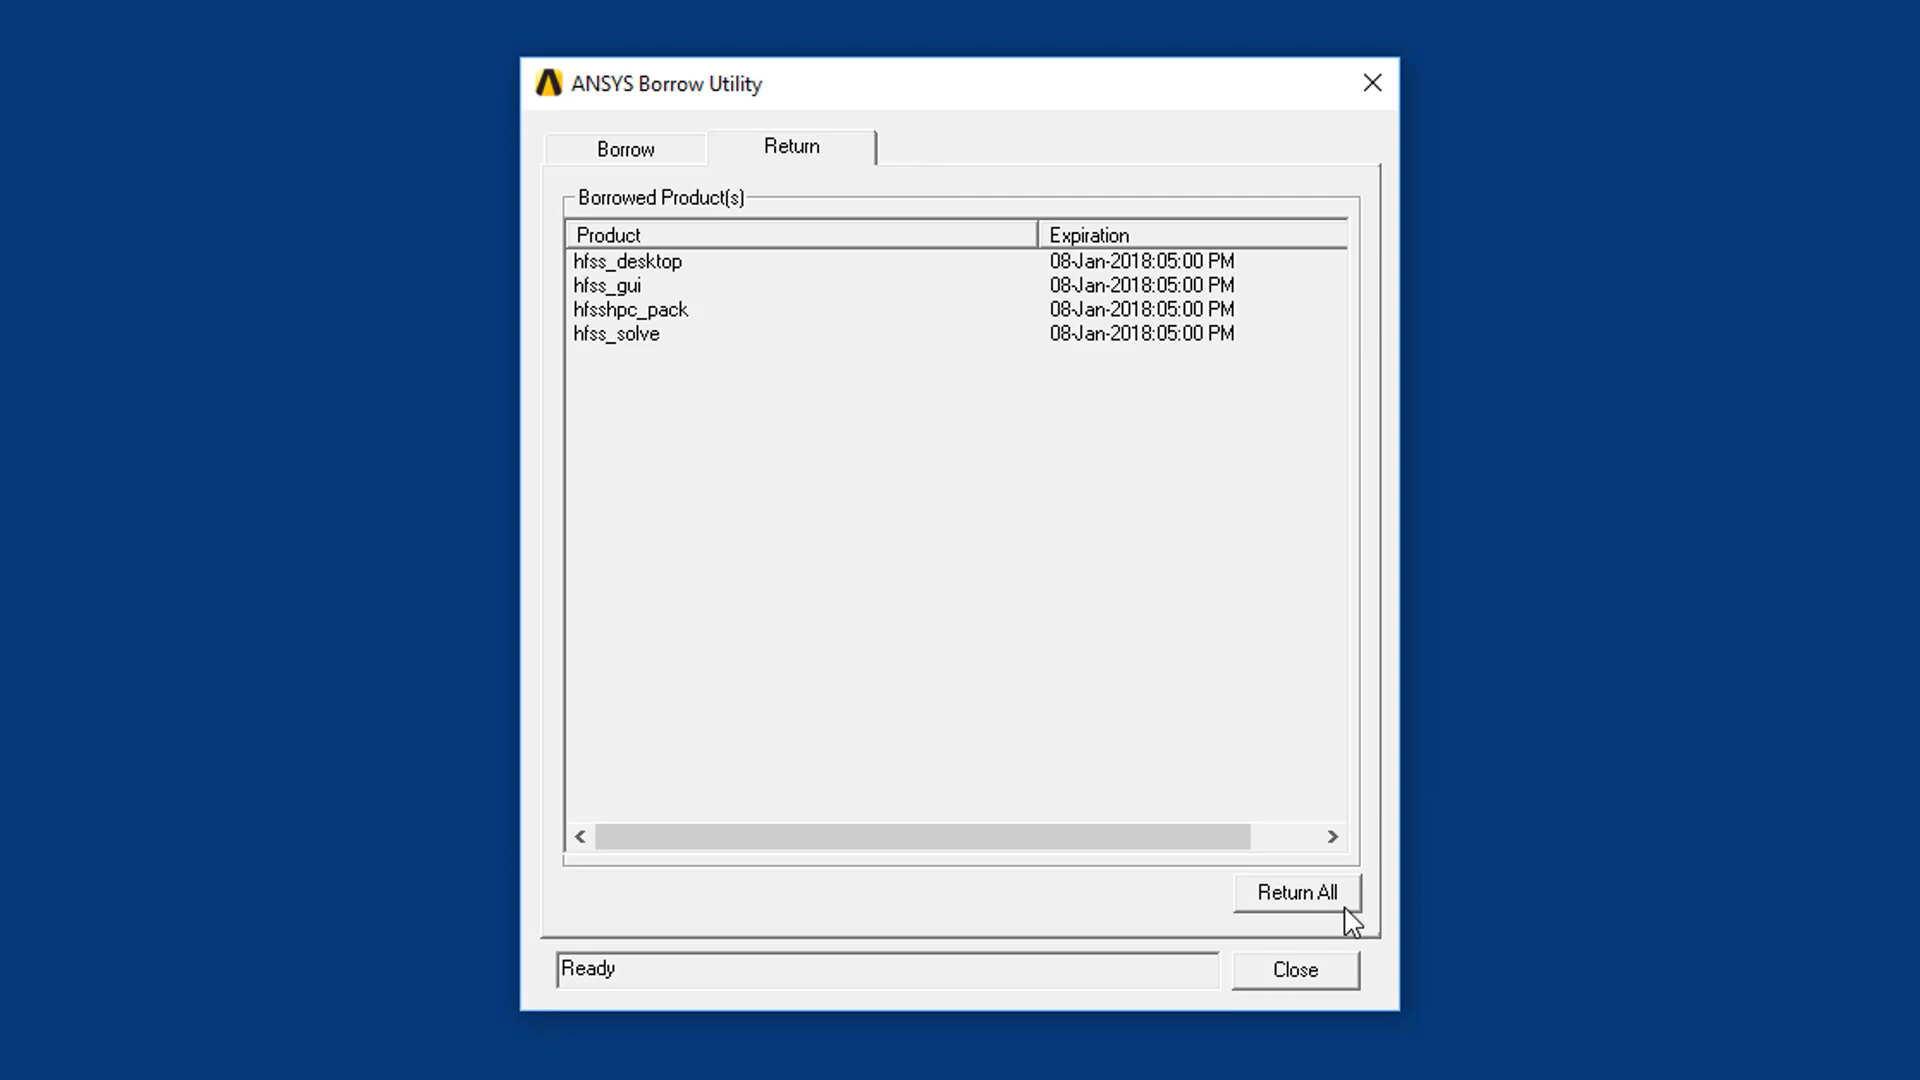 ANSYS Borrow Utility
Borrow
Return
Borrowed Product(s)
Product Expiration
hfss_desktop 08-Jan-2018:05:00 PM
hfss_gui 08-Jan-2018:05:00 PM
hfsshpc_pack 08-Jan-2018:05:00 PM
hfss_solve 08-Jan-2018:05:00 PM
Return All
Ready
Close